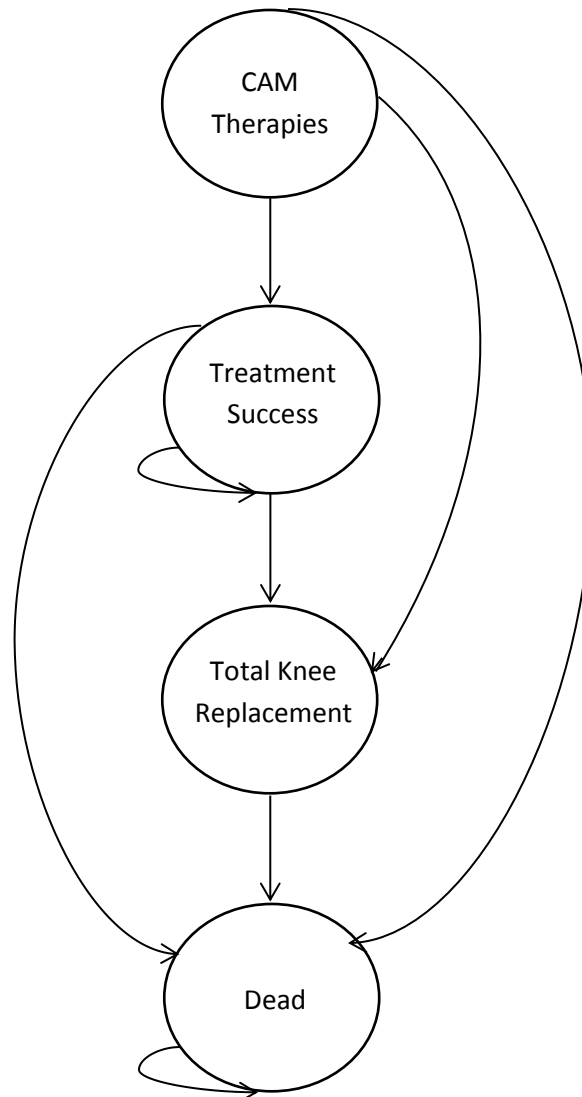 CAM
Therapies
Treatment
Success
Total Knee
Replacement
Dead